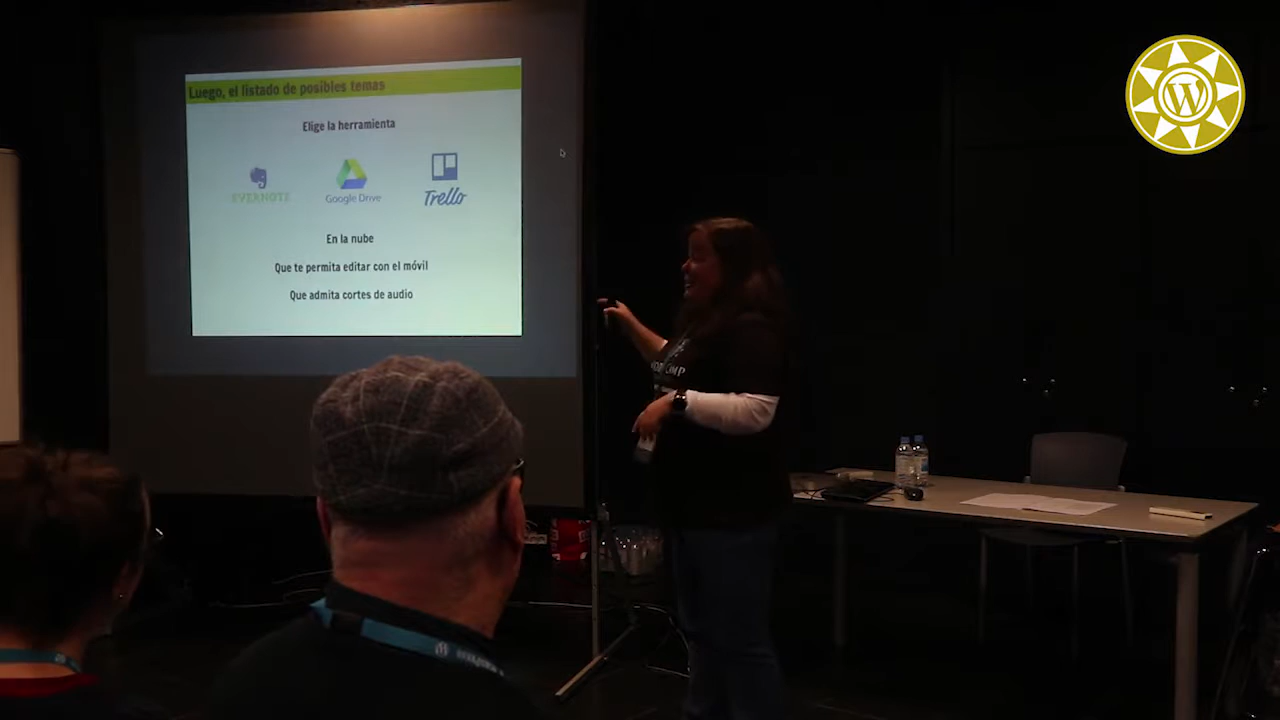 Luego, el listado de posibles temas
Elige la herramienta
EVERNOTE
Google Drive
Trello
En la nube
Que te permita editar con el móvil
Que admita cortes de audio